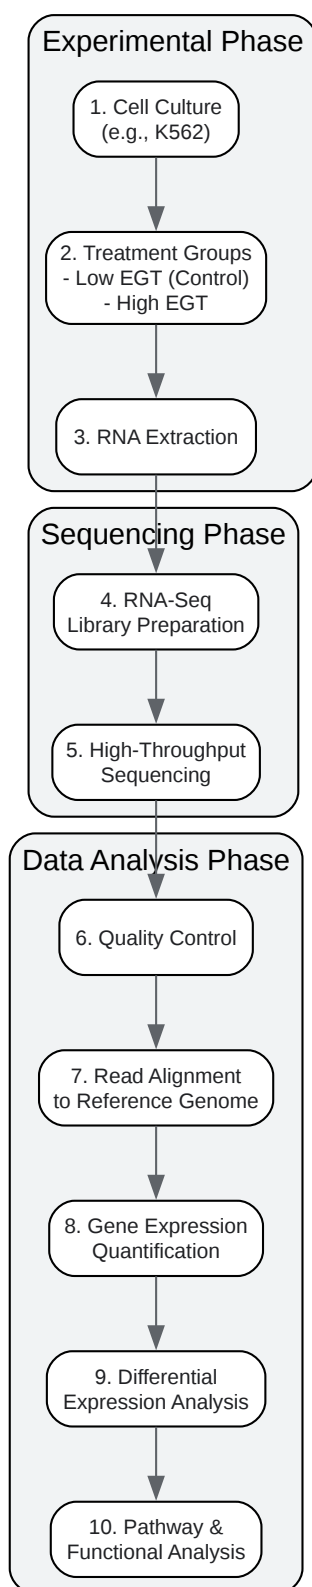 Experimental Phase
1. Cell Culture
(e.g., K562)
2. Treatment Groups
- Low EGT (Control)
- High EGT
3. RNA Extraction
Sequencing Phase
4. RNA-Seq
Library Preparation
5. High-Throughput
Sequencing
Data Analysis Phase
6. Quality Control
7. Read Alignment
to Reference Genome
8. Gene Expression
Quantification
9. Differential
Expression Analysis
10. Pathway &
Functional Analysis